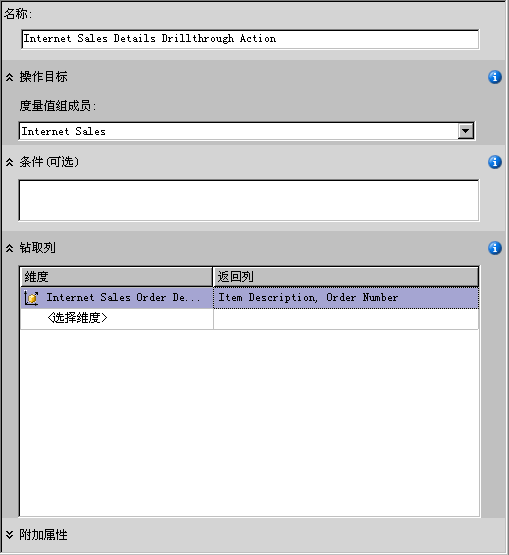 名称:
Internet Sales Details Drillthrough Action
操作目标
度量值组成员:
Internet Sales
条件(可选)
钻取列
维度 返回列
Internet Sales Order De... Item Description, Order Number
<选择维度>
附加属性